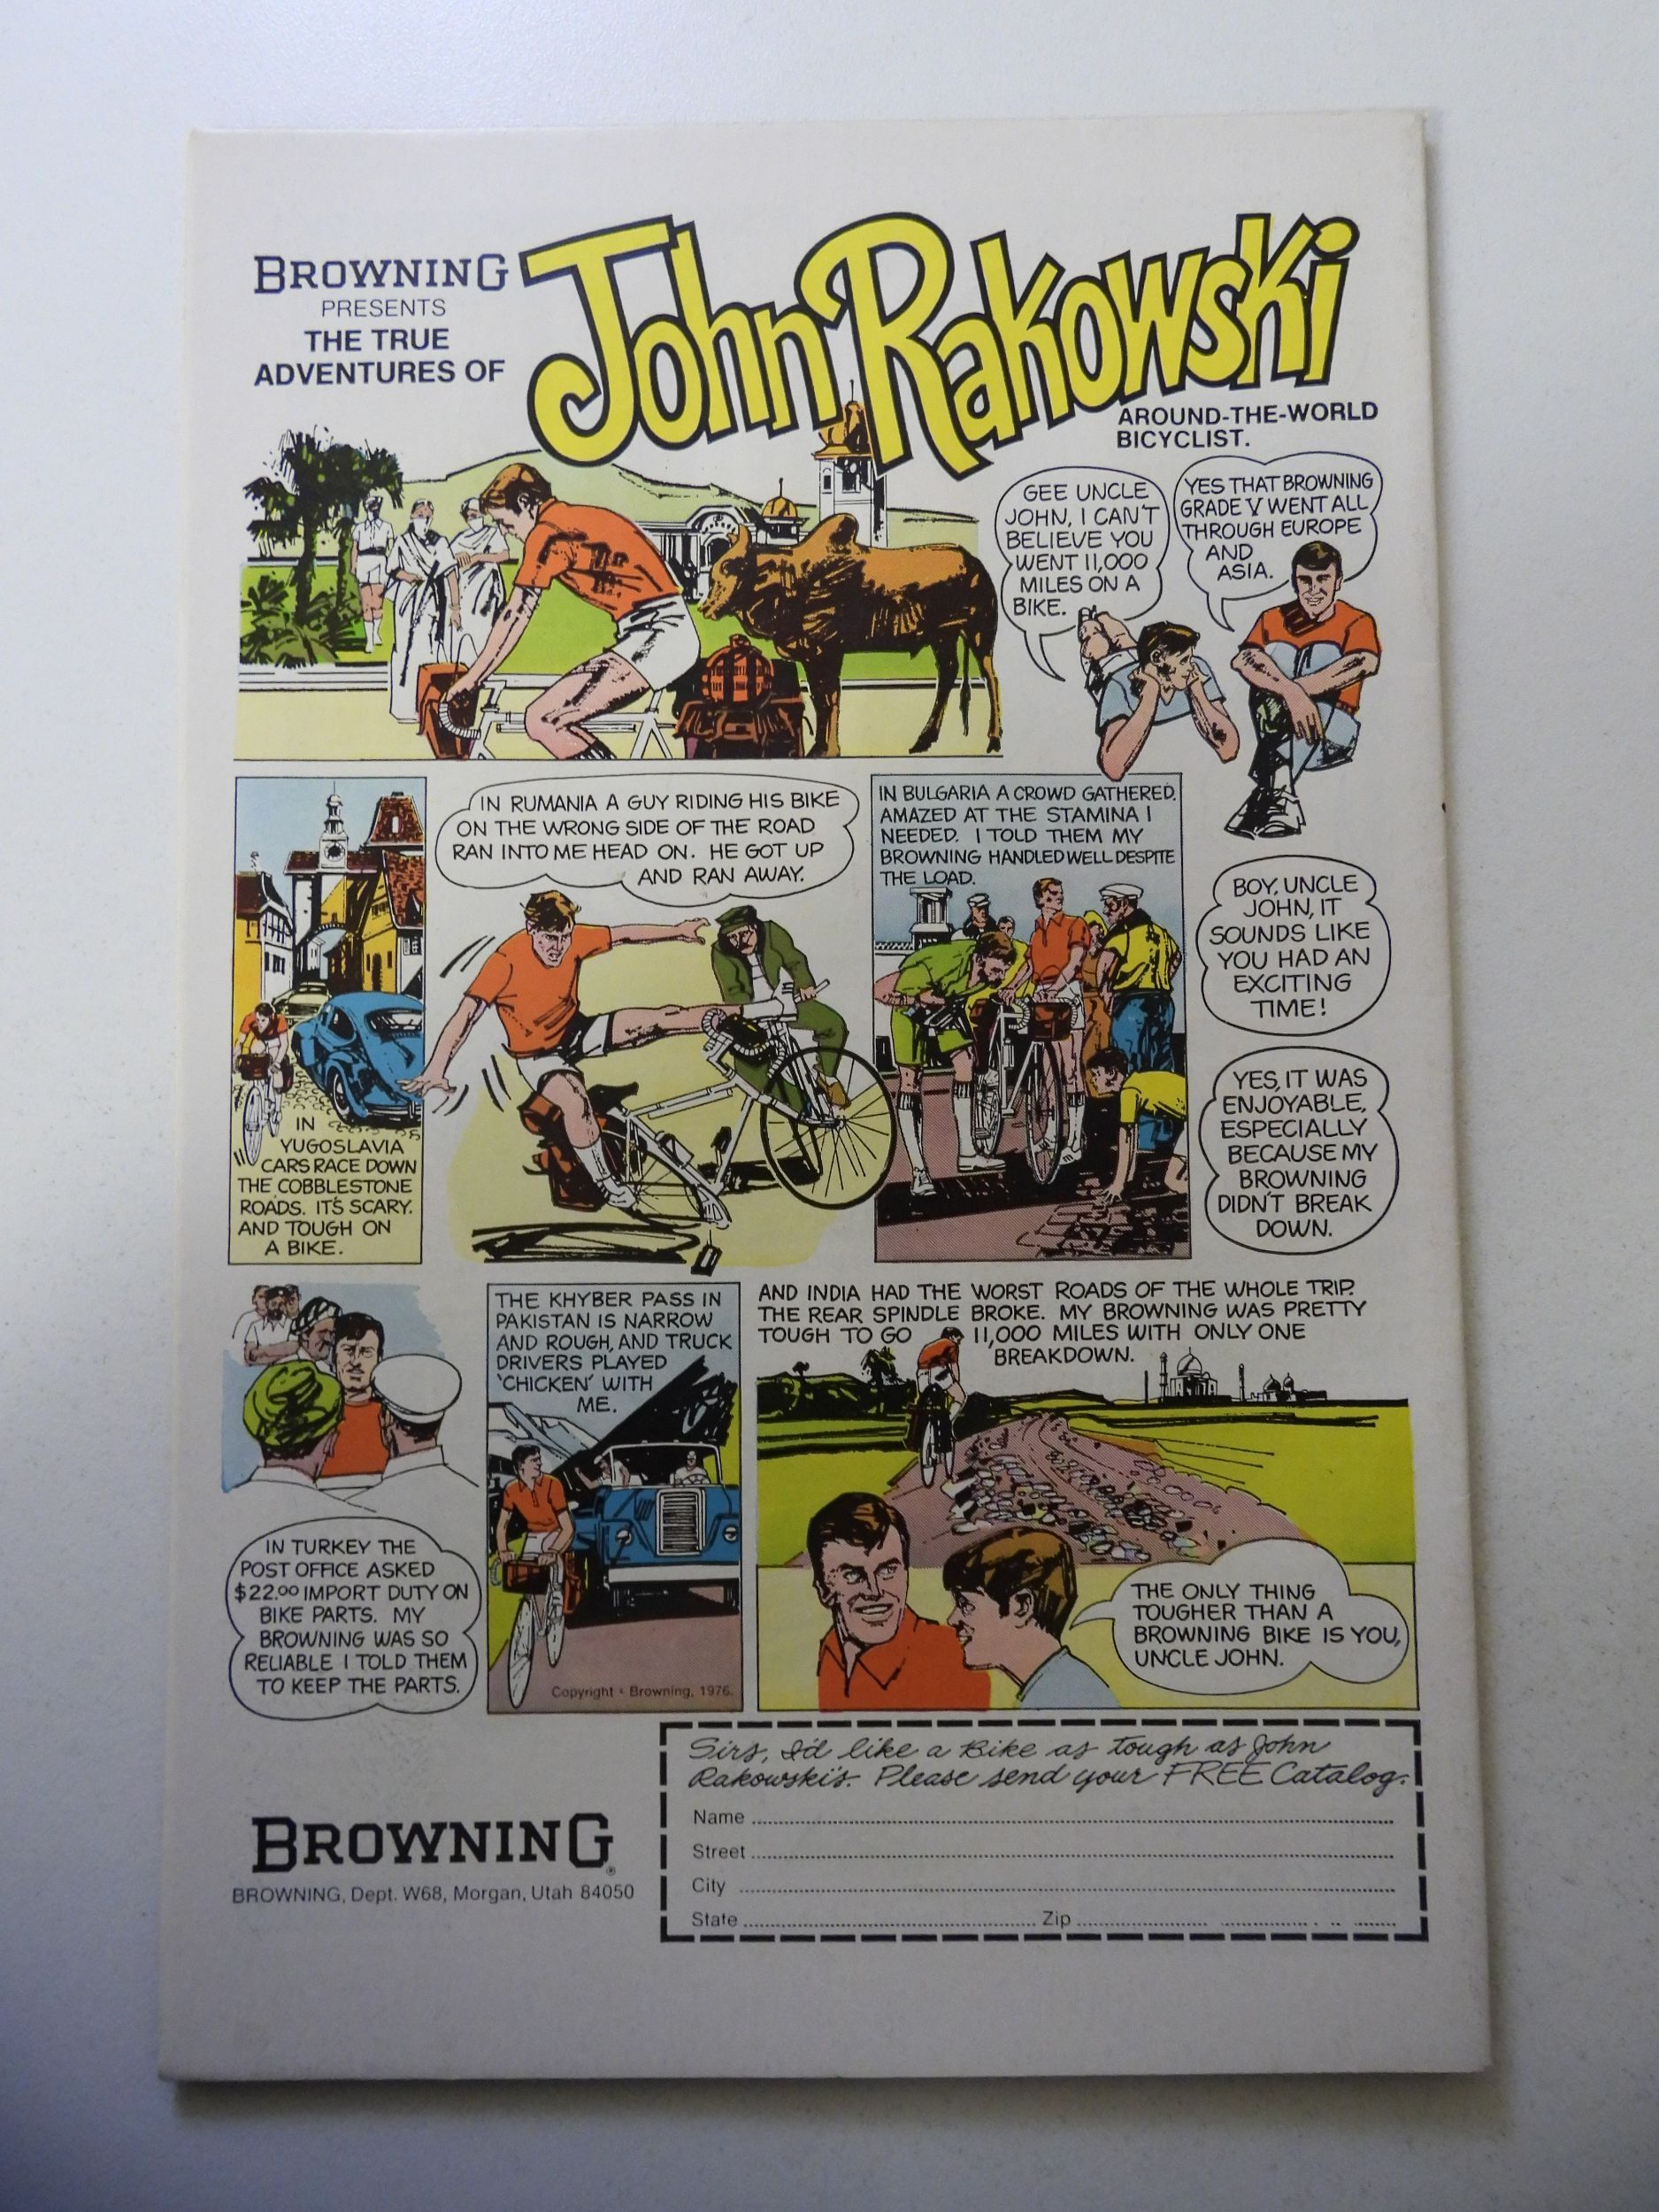 BROWNING
PRESENTS
THE TRUE
ADVENTURES OF
John Rakowski
AROUND-THE-WORLD
BICYCLIST.
GEE UNCLE
JOHN, I CAN'T
BELIEVE YOU
WENT 11,000
MILES ON A
BIKE.
YES THAT BROWNING
GRADE V WENT ALL
THROUGH EUROPE
AND
ASIA.
IN
YUGOSLAVIA
CARS RACE DOWN
THE COBBLESTONE
ROADS. IT'S SCARY.
AND TOUGH ON
A BIKE.
IN RUMANIA A GUY RIDING HIS BIKE
ON THE WRONG SIDE OF THE ROAD
RAN INTO ME HEAD ON. HE GOT UP
AND RAN AWAY.
IN BULGARIA A CROWD GATHERED,
AMAZED AT THE STAMINA I
NEEDED. I TOLD THEM MY
BROWNING HANDLED WELL DESPITE
THE LOAD.
BOY, UNCLE
JOHN, IT
SOUNDS LIKE
YOU HAD AN
EXCITING
TIME!
YES, IT WAS
ENJOYABLE,
ESPECIALLY
BECAUSE MY
BROWNING
DIDN'T BREAK
DOWN.
IN TURKEY THE
POST OFFICE ASKED
$22.00 IMPORT DUTY ON
BIKE PARTS. MY
BROWNING WAS SO
RELIABLE I TOLD THEM
TO KEEP THE PARTS.
THE KHYBER PASS IN
PAKISTAN IS NARROW
AND ROUGH, AND TRUCK
DRIVERS PLAYED
'CHICKEN' WITH
ME.
Copyright © Browning, 1976.
AND INDIA HAD THE WORST ROADS OF THE WHOLE TRIP.
THE REAR SPINDLE BROKE. MY BROWNING WAS PRETTY
TOUGH TO GO 11,000 MILES WITH ONLY ONE
BREAKDOWN.
THE ONLY THING
TOUGHER THAN A
BROWNING BIKE IS YOU,
UNCLE JOHN.
BROWNING®
BROWNING, Dept. W68, Morgan, Utah 84050
Sirs, I'd like a Bike as tough as John
Rakowski's. Please send your FREE Catalog.
Name
Street
City
State Zip